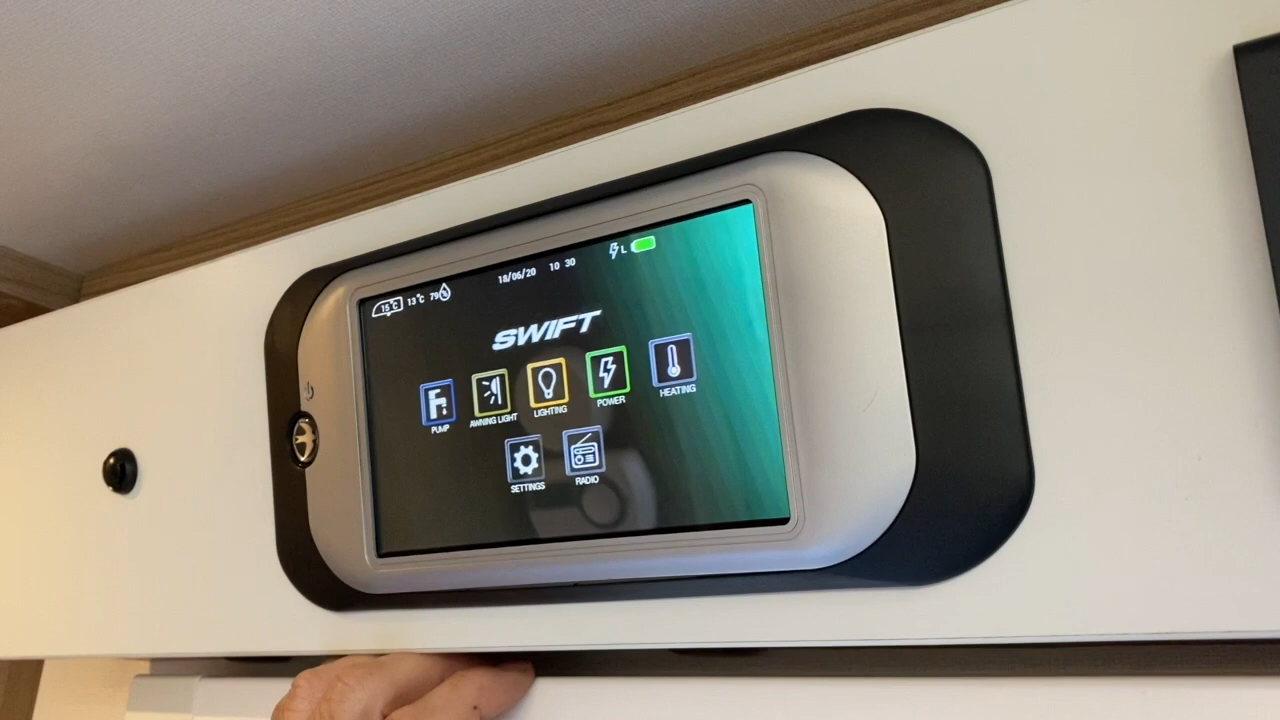 18/06/20 10 30 L
15°C 13°C 79%
SWIFT
PUMP AWNING LIGHT LIGHTING POWER HEATING
SETTINGS RADIO